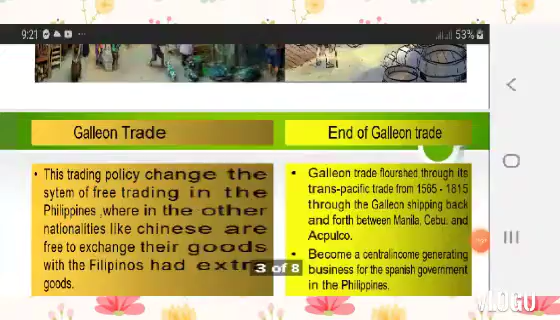 9:21
53%
Galleon Trade
End of Galleon trade
• This trading policy change the
sytem of free trading in the
Philippines ,where in the other
nationalities like chinese are
free to exchange their goods
with the Filipinos had extr
goods.
• Galleon trade flourshed through its
trans-pacific trade from 1565 - 1815
through the Galleon shipping back
and forth between Manila, Cebu, and
Acpulco.
• Become a centralincome generating
business for the spanish government
in the Philippines.
3 of 8
VLOGU